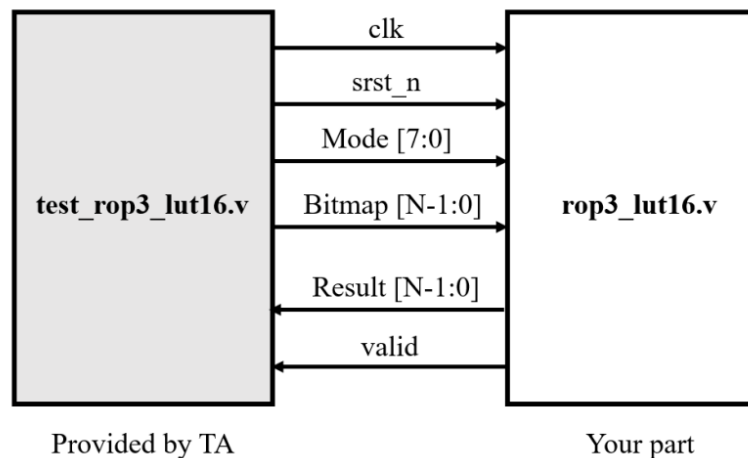 clk
srst_n
Mode [7:0]
test_rop3_lut16.v
Bitmap [N-1:0]
rop3_lut16.v
Result [N-1:0]
valid
Provided by TA
Your part